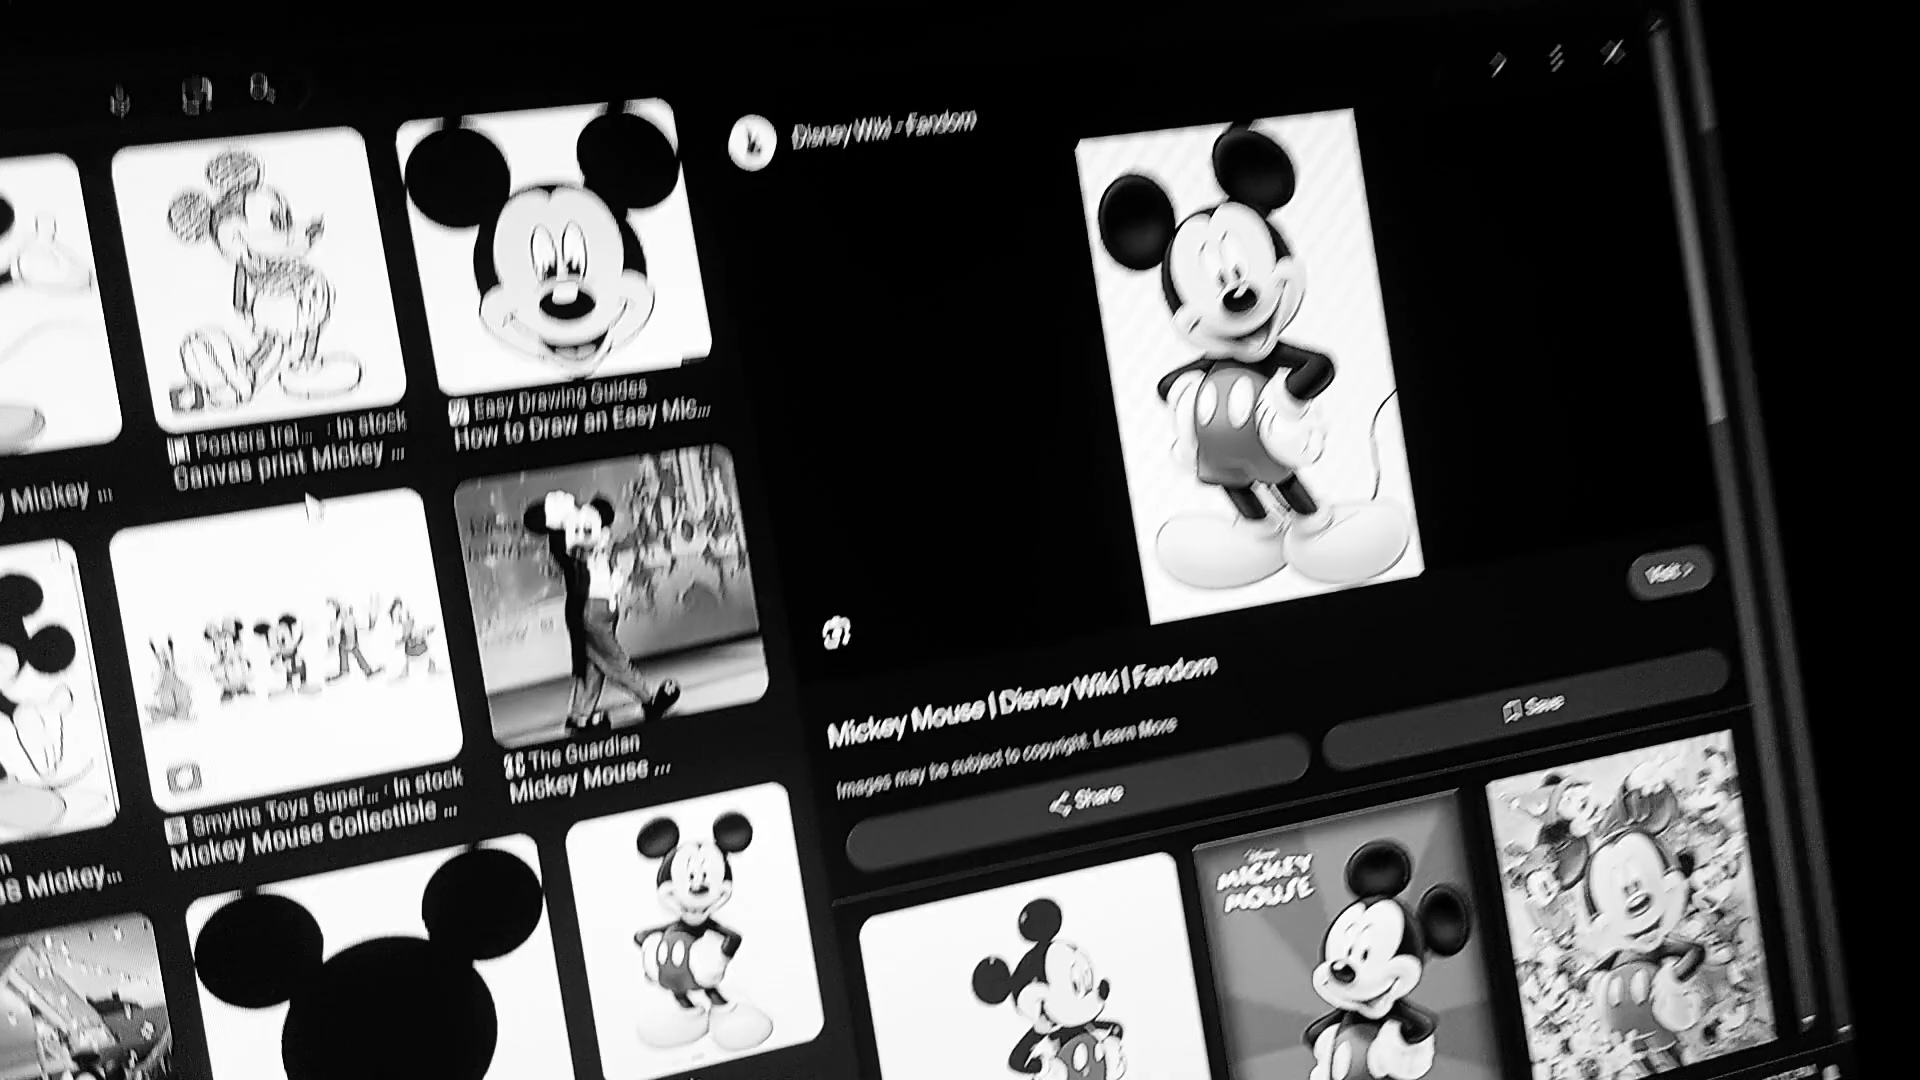 Disney Wiki - Fandom
Easy Drawing Guides
How to Draw an Easy Mic...
Posters Irel... · In stock
Canvas print Mickey ...
Mickey ...
The Guardian
Mickey Mouse ...
Smyths Toys Super... · In stock
Mickey Mouse Collectible ...
Mickey...
Visit >
Mickey Mouse | Disney Wiki | Fandom
Images may be subject to copyright. Learn More
Share
Save
MICKEY
MOUSE